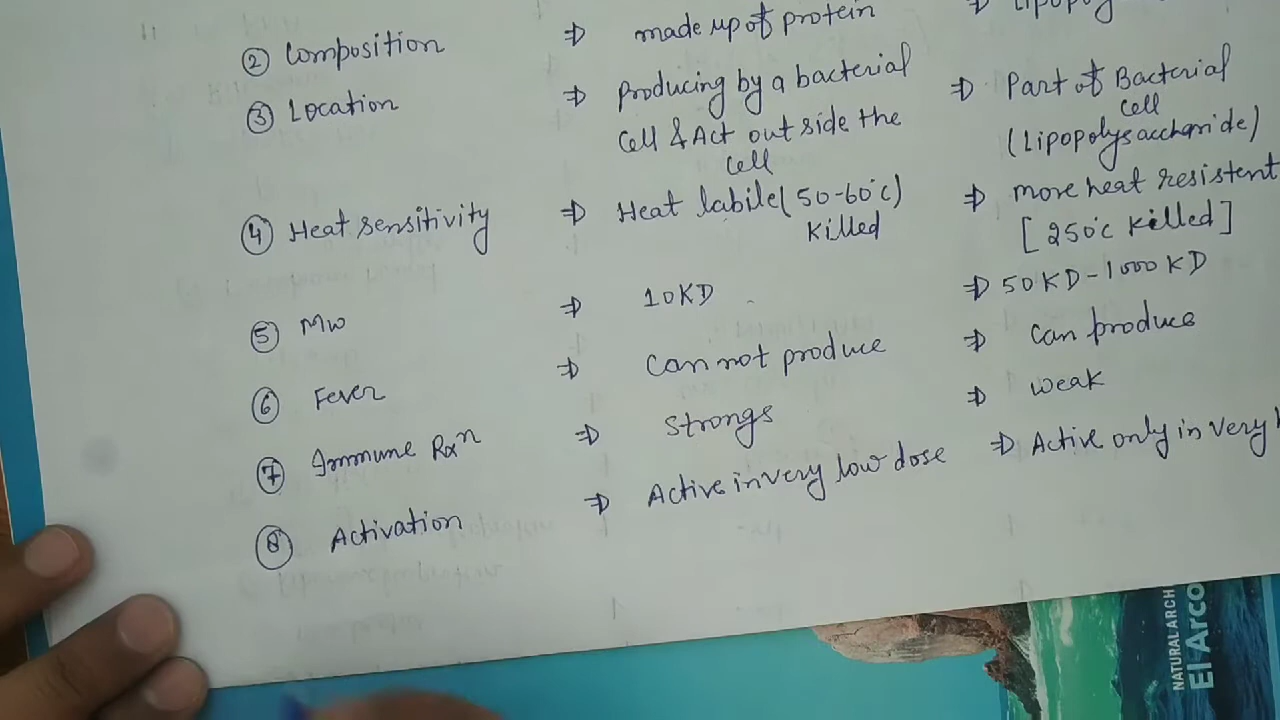 ② Composition ⇒ made up of protein ⇒
③ Location ⇒ Producing by a bacterial ⇒ Part of Bacterial
cell & Act out side the cell
cell (Lipopolysaccharide)
④ Heat sensitivity ⇒ Heat labile (50-60°c) ⇒ more heat resistent
killed [250°c killed]
⑤ Mw ⇒ 10KD ⇒ 50KD-1000KD
⑥ Fever ⇒ Can not produce ⇒ can produce
⑦ Immune Rxn ⇒ strongs ⇒ weak
⑧ Activation ⇒ Active in very low dose ⇒ Active only in very
NATURAL ARCH
El Arco